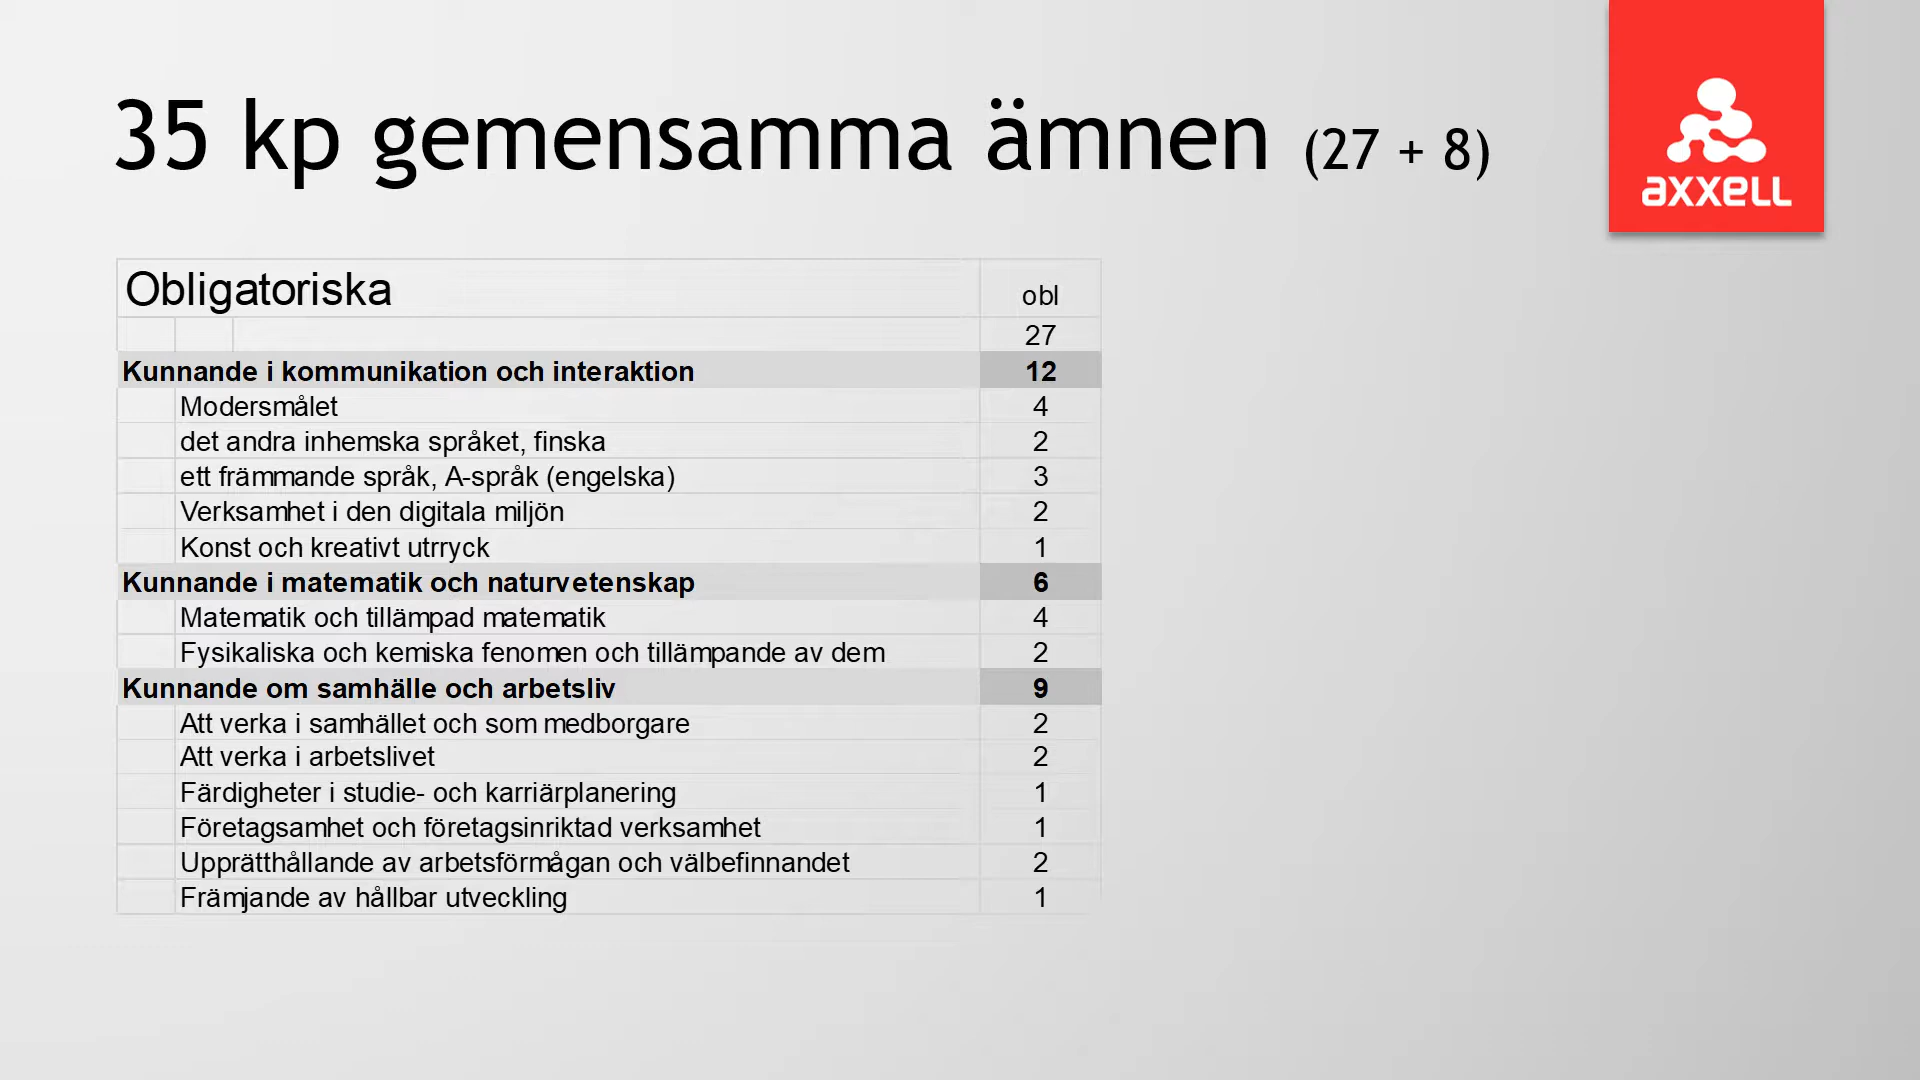 35 kp gemensamma ämnen (27 + 8)
axxell
Obligatoriska obl
27
Kunnande i kommunikation och interaktion 12
Modersmålet 4
det andra inhemska språket, finska 2
ett främmande språk, A-språk (engelska) 3
Verksamhet i den digitala miljön 2
Konst och kreativt utrryck 1
Kunnande i matematik och naturvetenskap 6
Matematik och tillämpad matematik 4
Fysikaliska och kemiska fenomen och tillämpande av dem 2
Kunnande om samhälle och arbetsliv 9
Att verka i samhället och som medborgare 2
Att verka i arbetslivet 2
Färdigheter i studie- och karriärplanering 1
Företagsamhet och företagsinriktad verksamhet 1
Upprätthållande av arbetsförmågan och välbefinnandet 2
Främjande av hållbar utveckling 1